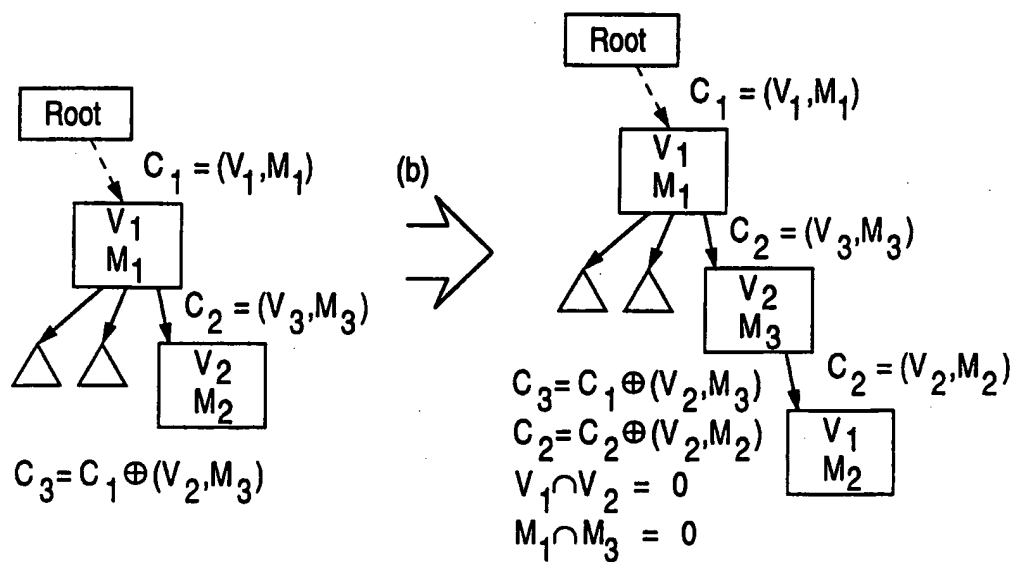 Root
C₁ = (V₁,M₁)
V₁
M₁
C₂ = (V₃,M₃)
V₂
M₂
C₃= C₁⊕(V₂,M₃)
(b)
Root
C₁ = (V₁,M₁)
V₁
M₁
C₂ = (V₃,M₃)
V₂
M₃
C₂ = (V₂,M₂)
V₁
M₂
C₃= C₁⊕(V₂,M₃)
C₂= C₂⊕(V₂,M₂)
V₁∩V₂ = 0
M₁∩M₃ = 0